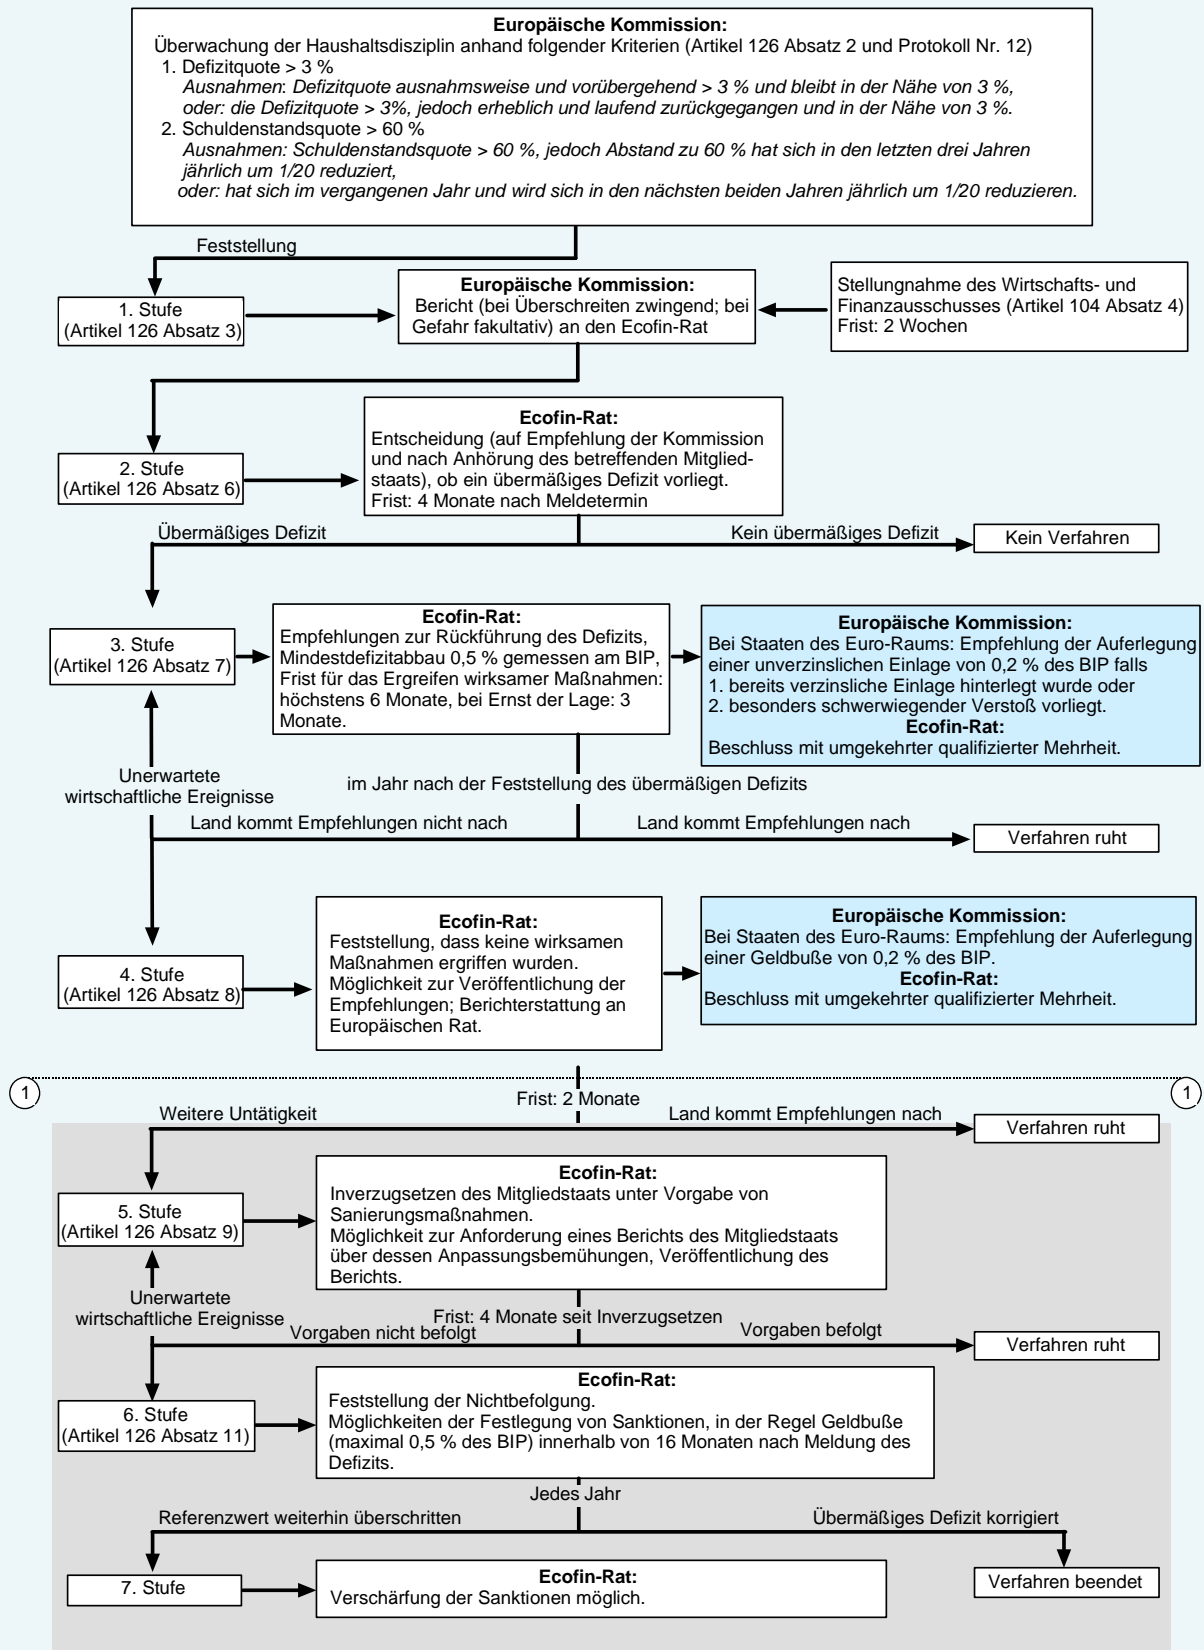 Europäische Kommission:
Überwachung der Haushaltsdisziplin anhand folgender Kriterien (Artikel 126 Absatz 2 und Protokoll Nr. 12)
1. Defizitquote > 3 %
Ausnahmen: Defizitquote ausnahmsweise und vorübergehend > 3 % und bleibt in der Nähe von 3 %,
oder: die Defizitquote > 3%, jedoch erheblich und laufend zurückgegangen und in der Nähe von 3 %.
2. Schuldenstandsquote > 60 %
Ausnahmen: Schuldenstandsquote > 60 %, jedoch Abstand zu 60 % hat sich in den letzten drei Jahren
jährlich um 1/20 reduziert,
oder: hat sich im vergangenen Jahr und wird sich in den nächsten beiden Jahren jährlich um 1/20 reduzieren.
Feststellung
1. Stufe
(Artikel 126 Absatz 3)
Europäische Kommission:
Bericht (bei Überschreiten zwingend; bei
Gefahr fakultativ) an den Ecofin-Rat
Stellungnahme des Wirtschafts- und
Finanzausschusses (Artikel 104 Absatz 4)
Frist: 2 Wochen
2. Stufe
(Artikel 126 Absatz 6)
Ecofin-Rat:
Entscheidung (auf Empfehlung der Kommission
und nach Anhörung des betreffenden Mitglied-
staats), ob ein übermäßiges Defizit vorliegt.
Frist: 4 Monate nach Meldetermin
Übermäßiges Defizit
Kein übermäßiges Defizit
Kein Verfahren
3. Stufe
(Artikel 126 Absatz 7)
Ecofin-Rat:
Empfehlungen zur Rückführung des Defizits,
Mindestdefizitabbau 0,5 % gemessen am BIP,
Frist für das Ergreifen wirksamer Maßnahmen:
höchstens 6 Monate, bei Ernst der Lage: 3
Monate.
Europäische Kommission:
Bei Staaten des Euro-Raums: Empfehlung der Auferlegung
einer unverzinslichen Einlage von 0,2 % des BIP falls
1. bereits verzinsliche Einlage hinterlegt wurde oder
2. besonders schwerwiegender Verstoß vorliegt.
Ecofin-Rat:
Beschluss mit umgekehrter qualifizierter Mehrheit.
Unerwartete
wirtschaftliche Ereignisse
im Jahr nach der Feststellung des übermäßigen Defizits
Land kommt Empfehlungen nicht nach
Land kommt Empfehlungen nach
Verfahren ruht
4. Stufe
(Artikel 126 Absatz 8)
Ecofin-Rat:
Feststellung, dass keine wirksamen
Maßnahmen ergriffen wurden.
Möglichkeit zur Veröffentlichung der
Empfehlungen; Berichterstattung an
Europäischen Rat.
Europäische Kommission:
Bei Staaten des Euro-Raums: Empfehlung der Auferlegung
einer Geldbuße von 0,2 % des BIP.
Ecofin-Rat:
Beschluss mit umgekehrter qualifizierter Mehrheit.
1
1
Frist: 2 Monate
Weitere Untätigkeit
Land kommt Empfehlungen nach
Verfahren ruht
5. Stufe
(Artikel 126 Absatz 9)
Ecofin-Rat:
Inverzugsetzen des Mitgliedstaats unter Vorgabe von
Sanierungsmaßnahmen.
Möglichkeit zur Anforderung eines Berichts des Mitgliedstaats
über dessen Anpassungsbemühungen, Veröffentlichung des
Berichts.
Unerwartete
wirtschaftliche Ereignisse
Frist: 4 Monate seit Inverzugsetzen
Vorgaben nicht befolgt
Vorgaben befolgt
Verfahren ruht
6. Stufe
(Artikel 126 Absatz 11)
Ecofin-Rat:
Feststellung der Nichtbefolgung.
Möglichkeiten der Festlegung von Sanktionen, in der Regel Geldbuße
(maximal 0,5 % des BIP) innerhalb von 16 Monaten nach Meldung des
Defizits.
Jedes Jahr
Referenzwert weiterhin überschritten
Übermäßiges Defizit korrigiert
7. Stufe
Ecofin-Rat:
Verschärfung der Sanktionen möglich.
Verfahren beendet